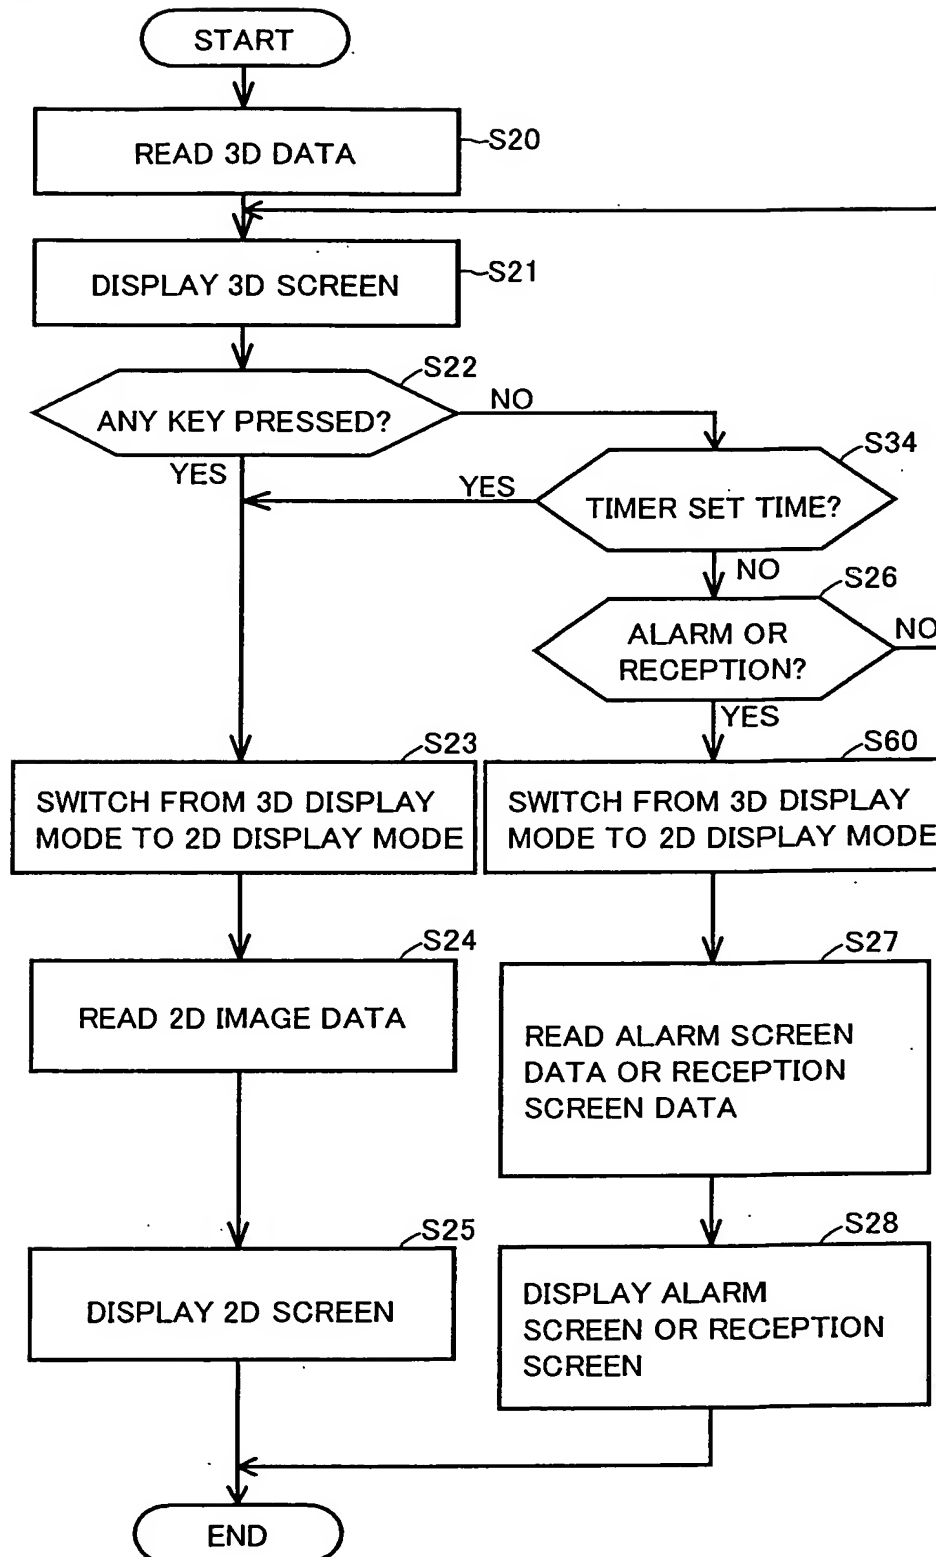 START
READ 3D DATA
S20
DISPLAY 3D SCREEN
S21
S22
ANY KEY PRESSED?
NO
YES
S34
TIMER SET TIME?
YES
NO
S26
ALARM OR
RECEPTION?
NO
YES
S23
SWITCH FROM 3D DISPLAY
MODE TO 2D DISPLAY MODE
S60
SWITCH FROM 3D DISPLAY
MODE TO 2D DISPLAY MODE
S24
READ 2D IMAGE DATA
S27
READ ALARM SCREEN
DATA OR RECEPTION
SCREEN DATA
S25
DISPLAY 2D SCREEN
S28
DISPLAY ALARM
SCREEN OR RECEPTION
SCREEN
END